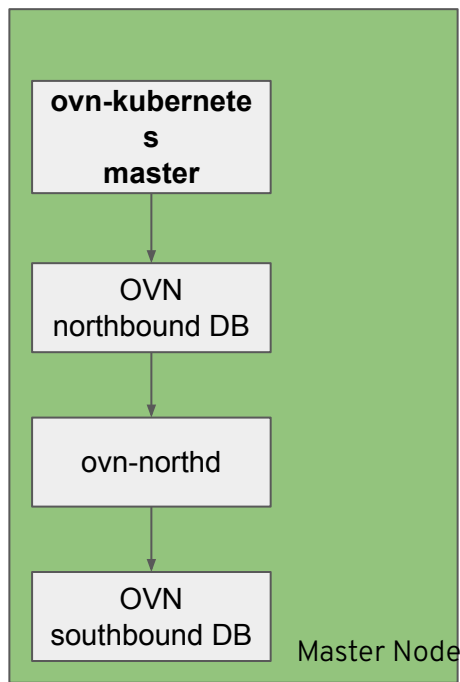 ovn-kubernete
s
master
OVN
northbound DB
ovn-northd
OVN
southbound DB
Master Node